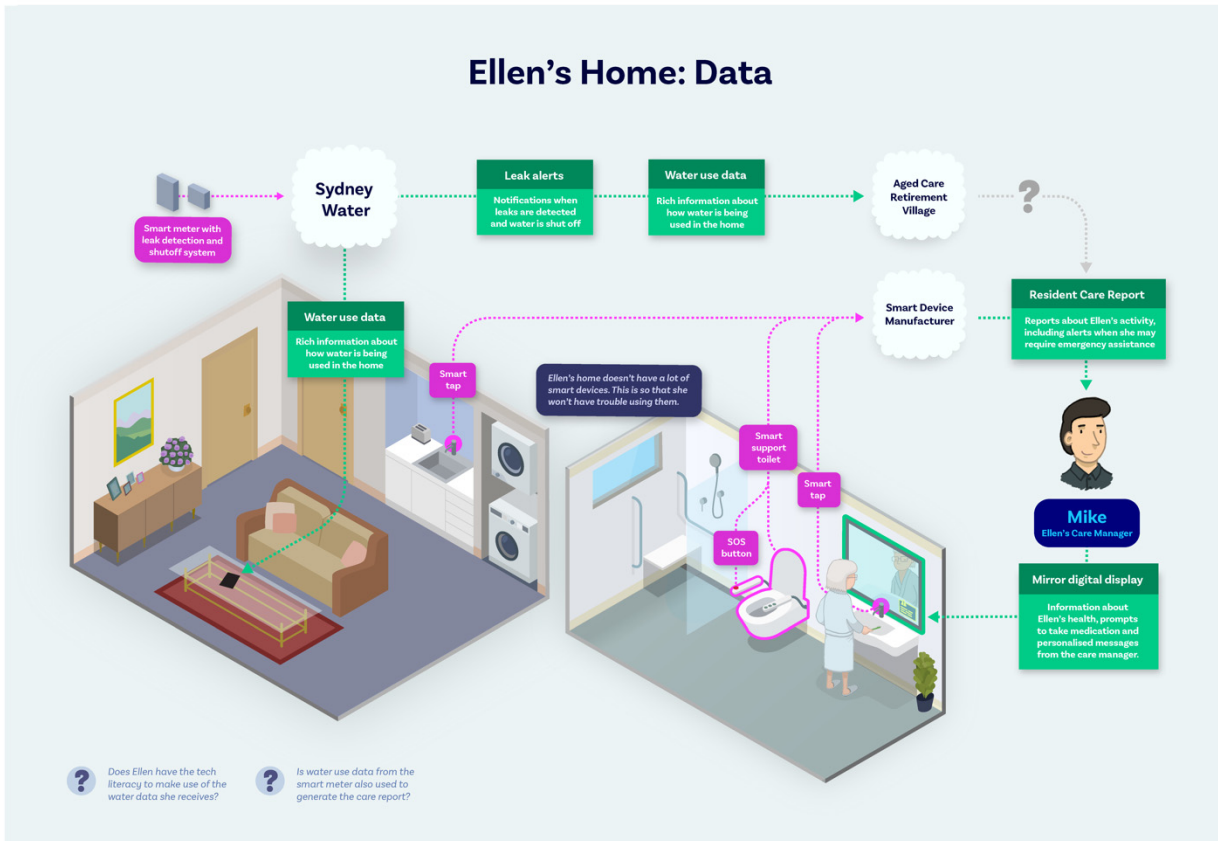 Ellen's Home: Data
Sydney
Water
Leak alerts
Notifications when
leaks are detected
and water is shut off
Water use data
Rich information about
how water is being
used in the home
Aged Care
Retirement
Village
?
Smart meter with
leak detection and
shutoff system
Water use data
Rich information about
how water is being
used in the home
Smart
tap
Ellen's home doesn't have a lot of
smart devices. This is so that she
won't have trouble using them.
Smart Device
Manufacturer
Resident Care Report
Reports about Ellen's activity,
including alerts when she may
require emergency assistance
Smart
support
toilet
Smart
tap
SOS
button
Mike
Ellen's Care Manager
Mirror digital display
Information about
Ellen's health, prompts
to take medication and
personalised messages
from the care manager.
?
Does Ellen have the tech
literacy to make use of the
water data she receives?
?
Is water use data from the
smart meter also used to
generate the care report?